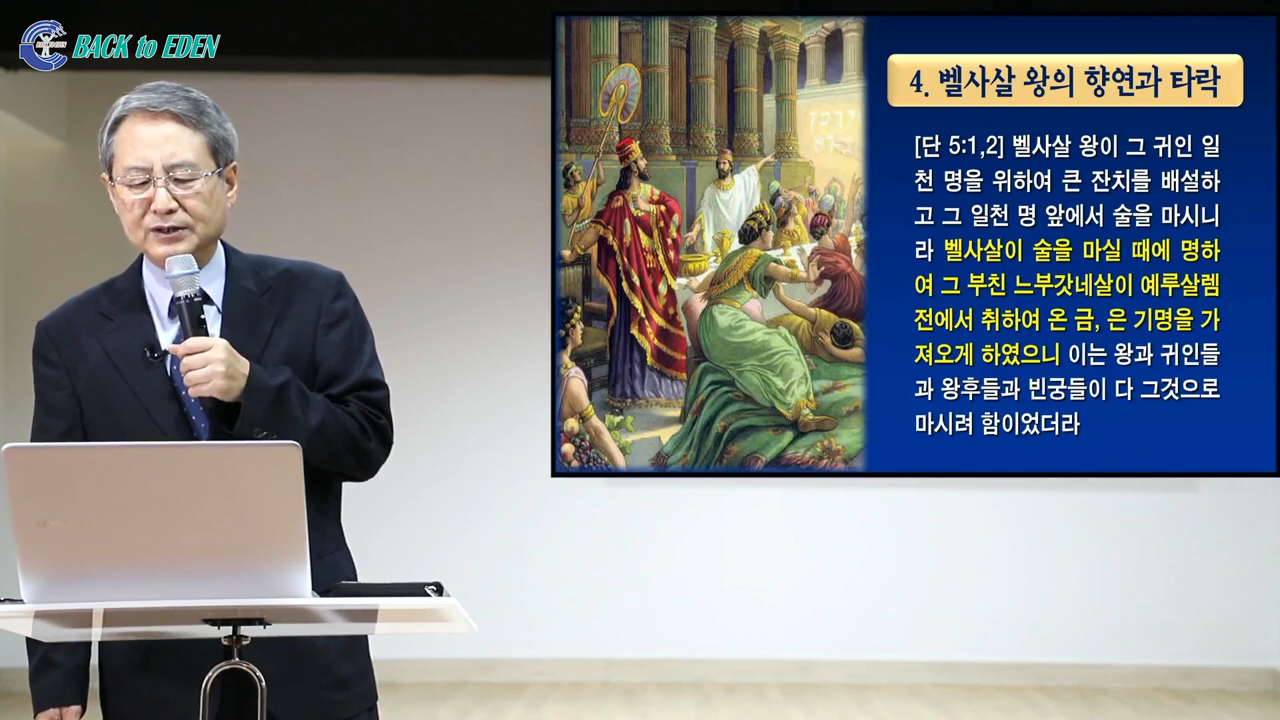 BACK to EDEN
4. 벨사살 왕의 향연과 타락
[단 5:1,2] 벨사살 왕이 그 귀인 일
천 명을 위하여 큰 잔치를 배설하
고 그 일천 명 앞에서 술을 마시니
라 벨사살이 술을 마실 때에 명하
여 그 부친 느부갓네살이 예루살렘
전에서 취하여 온 금, 은 기명을 가
져오게 하였으니 이는 왕과 귀인들
과 왕후들과 빈궁들이 다 그것으로
마시려 함이었더라